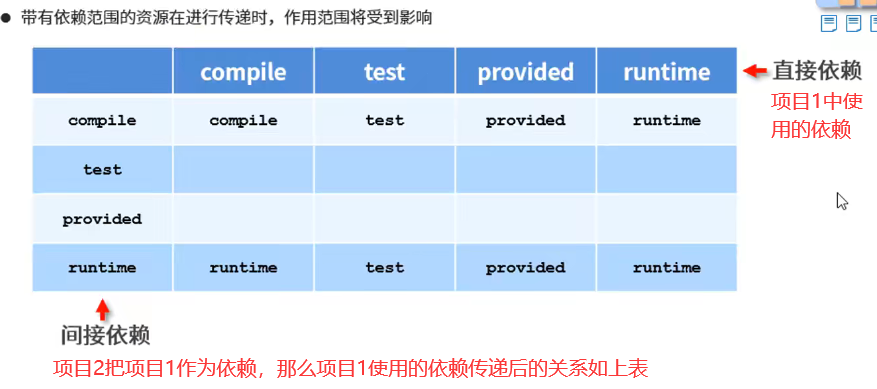 ● 带有依赖范围的资源在进行传递时，作用范围将受到影响
compile test provided runtime
直接依赖
项目1中使
用的依赖
compile compile test provided runtime
test
provided
runtime runtime test provided runtime
间接依赖
项目2把项目1作为依赖，那么项目1使用的依赖传递后的关系如上表